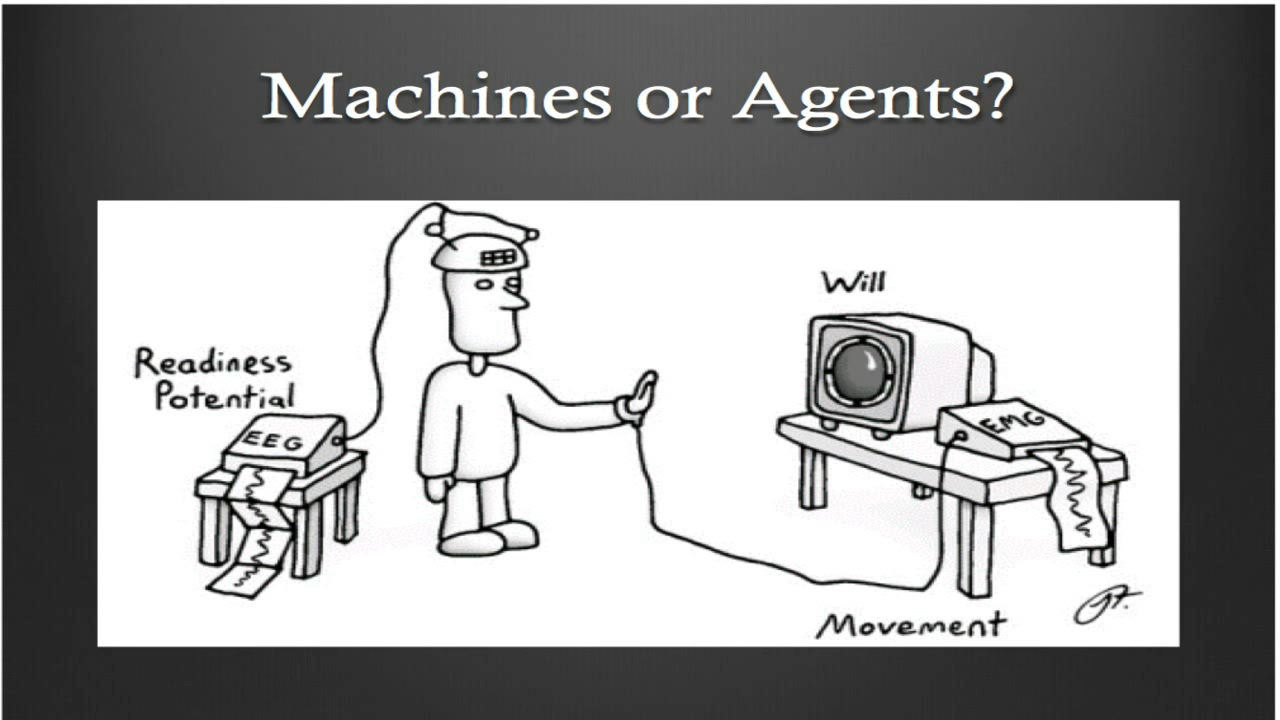 Machines or Agents?
Will
Readiness
Potential
EEG
EMG
Movement